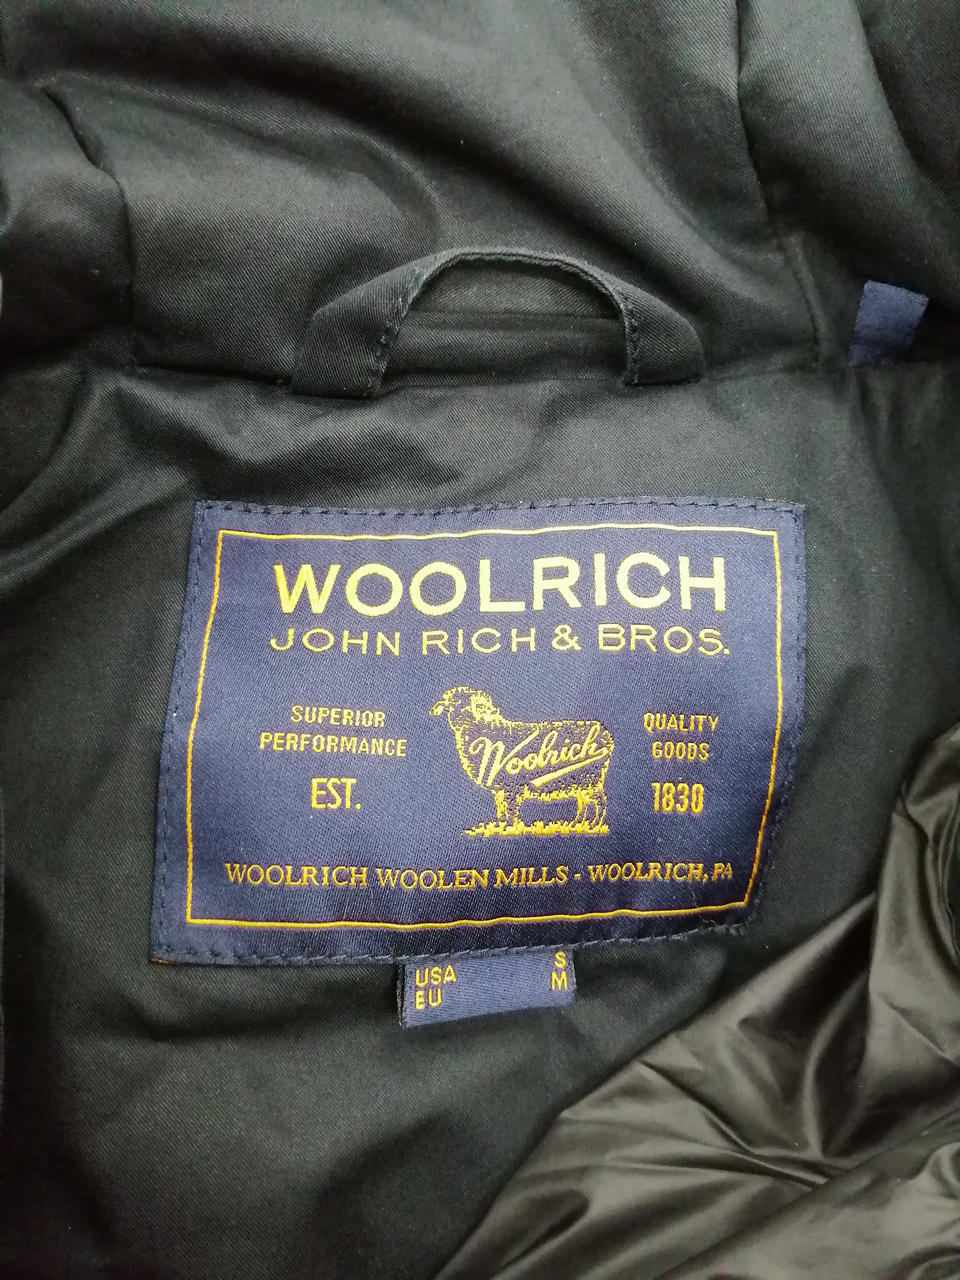 WOOLRICH
JOHN RICH & BROS.
SUPERIOR
PERFORMANCE
EST.
Woolrich
QUALITY
GOODS
1830
WOOLRICH WOOLEN MILLS - WOOLRICH, PA
USA S
EU M